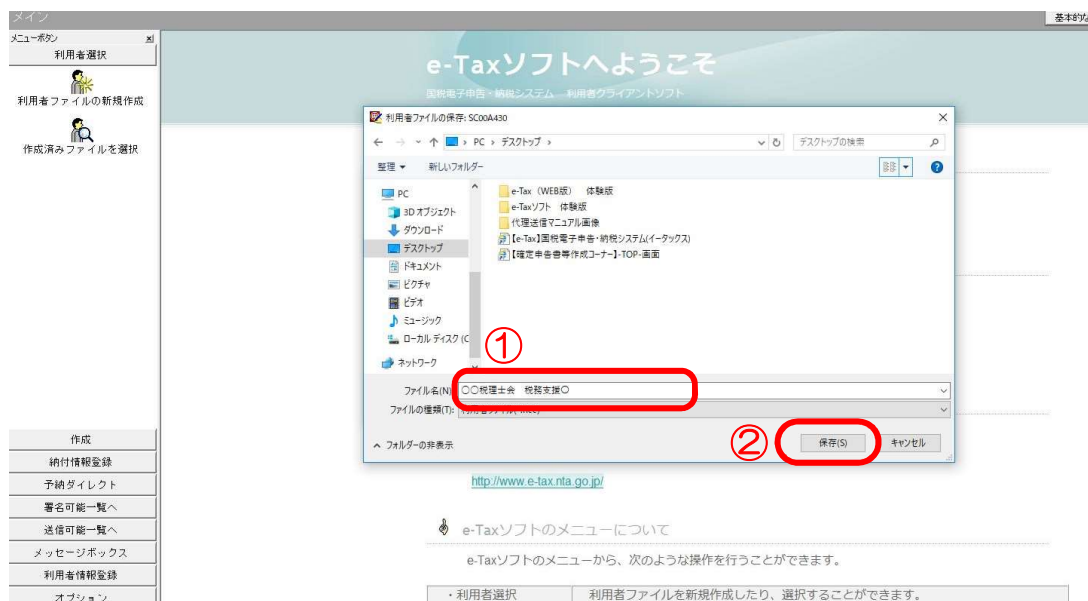 メイン
基本的な
メニューボタン
利用者選択
利用者ファイルの新規作成
作成済みファイルを選択
作成
納付情報登録
予納ダイレクト
署名可能一覧へ
送信可能一覧へ
メッセージボックス
利用者情報登録
オプション
e-Taxソフトへようこそ
国税電子申告・納税システム 利用者クライアントソフト
利用者ファイルの保存: SC00A430
PC › デスクトップ ›
デスクトップの検索
整理 新しいフォルダー
PC
3D オブジェクト
ダウンロード
デスクトップ
ドキュメント
ピクチャ
ビデオ
ミュージック
ローカル ディスク (C
ネットワーク
e-Tax（WEB版） 体験版
e-Taxソフト 体験版
代理送信マニュアル画像
【e-Tax】国税電子申告・納税システム(イータックス)
【確定申告書等作成コーナー】-TOP-画面
①
ファイル名(N): 〇〇税理士会 税務支援〇
ファイルの種類(T):
フォルダーの非表示
②
保存(S)
キャンセル
http://www.e-tax.nta.go.jp/
e-Taxソフトのメニューについて
e-Taxソフトのメニューから、次のような操作を行うことができます。
・利用者選択 利用者ファイルを新規作成したり、選択することができます。